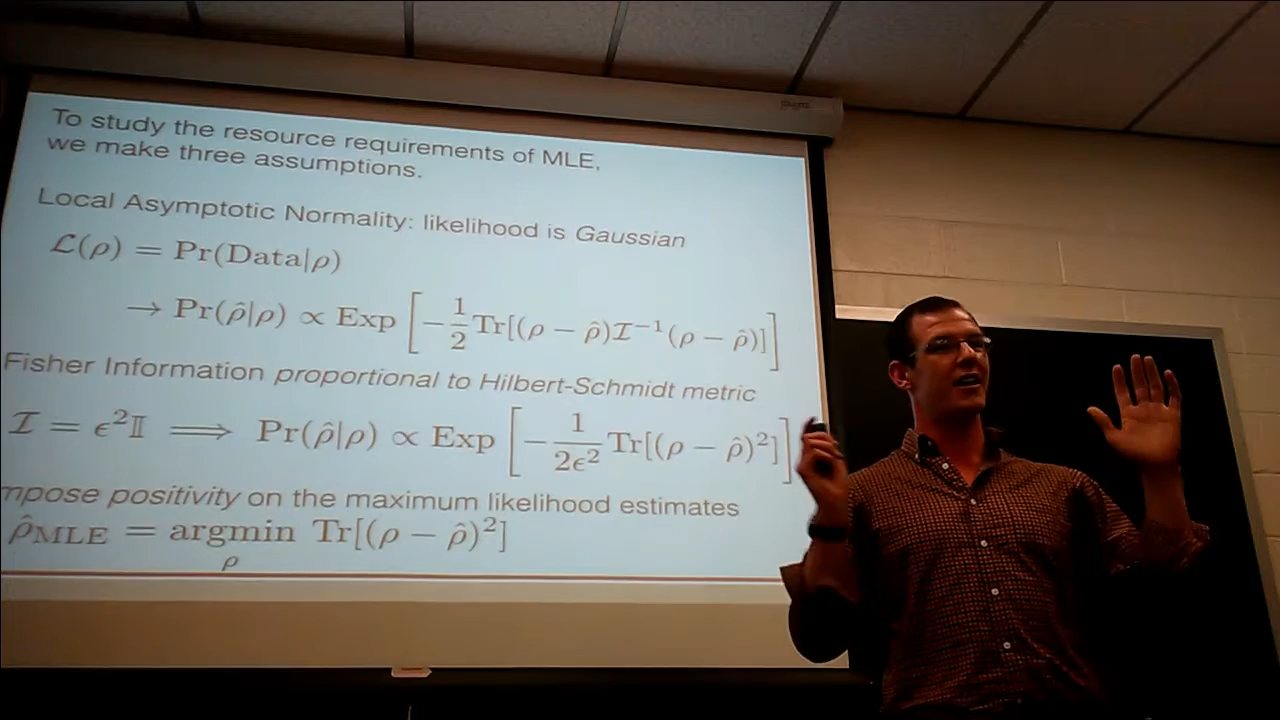 To study the resource requirements of MLE,
we make three assumptions.
Local Asymptotic Normality: likelihood is Gaussian
ℒ(ρ) = Pr(Data|ρ)
→ Pr(ρ̂|ρ) ∝ Exp [−1/2 Tr[(ρ − ρ̂)ℐ⁻¹(ρ − ρ̂)]]
Fisher Information proportional to Hilbert-Schmidt metric
ℐ = ϵ²𝕀 ⟹ Pr(ρ̂|ρ) ∝ Exp [−1/2ϵ² Tr[(ρ − ρ̂)²]]
mpose positivity on the maximum likelihood estimates
ρ̂MLE = argmin Tr[(ρ − ρ̂)²]
ρ